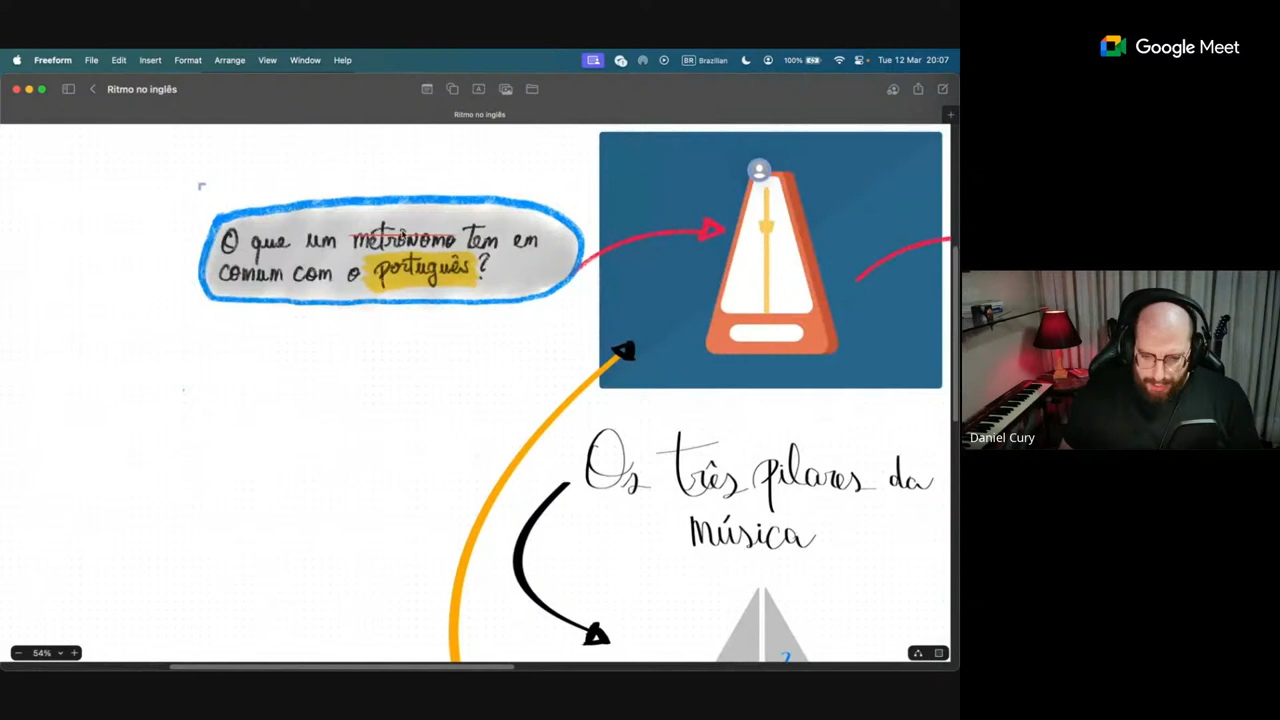 Freeform File Edit Insert Format Arrange View Window Help
BR Brazilian 100% Tue 12 Mar 20:07
Ritmo no inglês
Ritmo no inglês
O que um metrônomo tem em
comum com o português?
Os três pilares da
música
2
54%
Google Meet
Daniel Cury